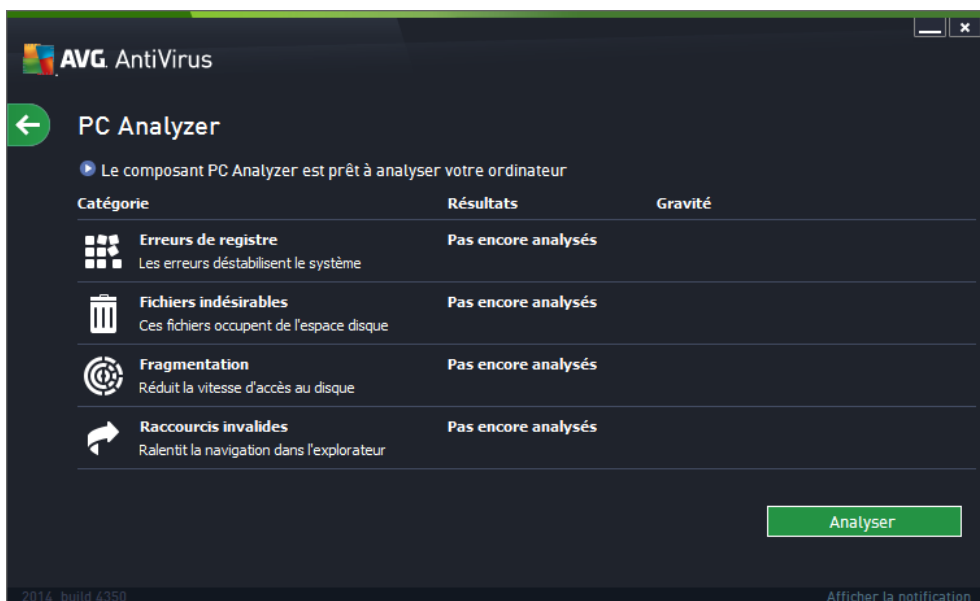 AVG. AntiVirus
PC Analyzer
Le composant PC Analyzer est prêt à analyser votre ordinateur
Catégorie Résultats Gravité
Erreurs de registre Pas encore analysés
Les erreurs déstabilisent le système
Fichiers indésirables Pas encore analysés
Ces fichiers occupent de l'espace disque
Fragmentation Pas encore analysés
Réduit la vitesse d'accès au disque
Raccourcis invalides Pas encore analysés
Ralentit la navigation dans l'explorateur
Analyser
2014 build 4350 Afficher la notification